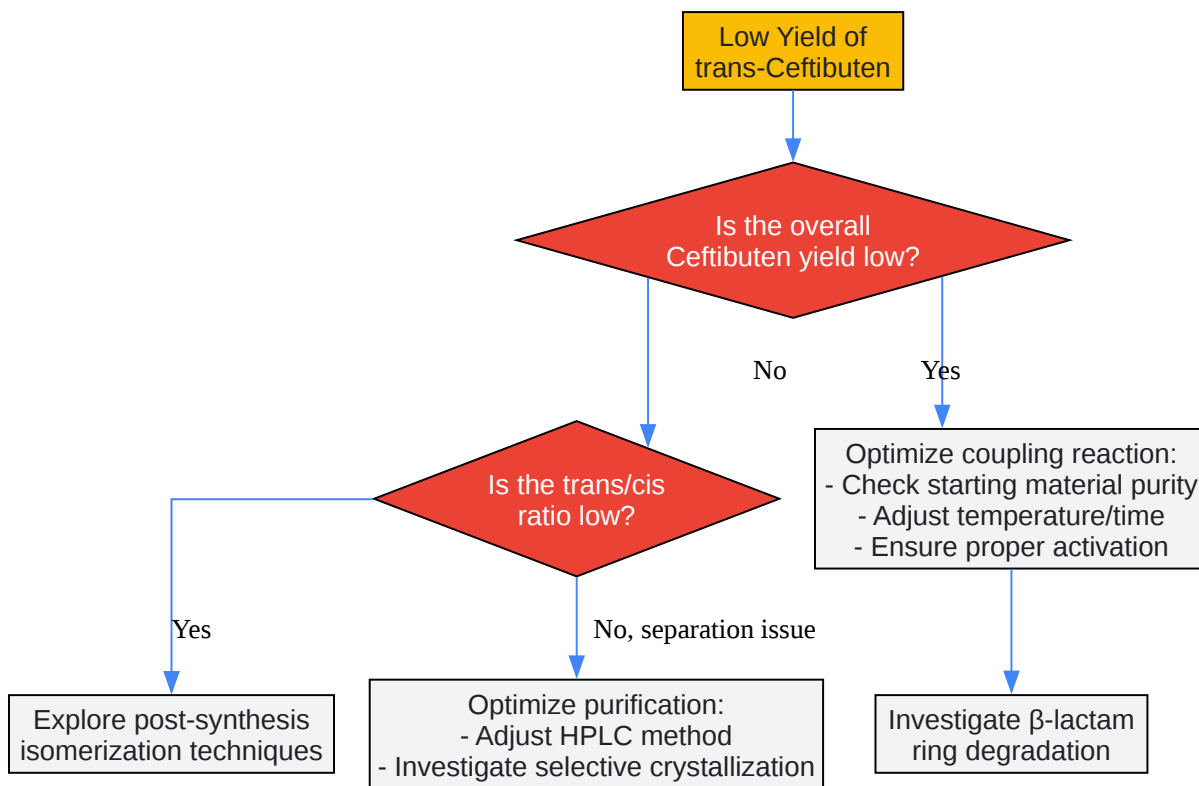 Low Yield of
trans-Ceftibuten
Is the overall
Ceftibuten yield low?
No
Yes
Optimize coupling reaction:
- Check starting material purity
- Adjust temperature/time
- Ensure proper activation
Is the trans/cis
ratio low?
Yes
No, separation issue
Explore post-synthesis
isomerization techniques
Optimize purification:
- Adjust HPLC method
- Investigate selective crystallization
Investigate β-lactam
ring degradation